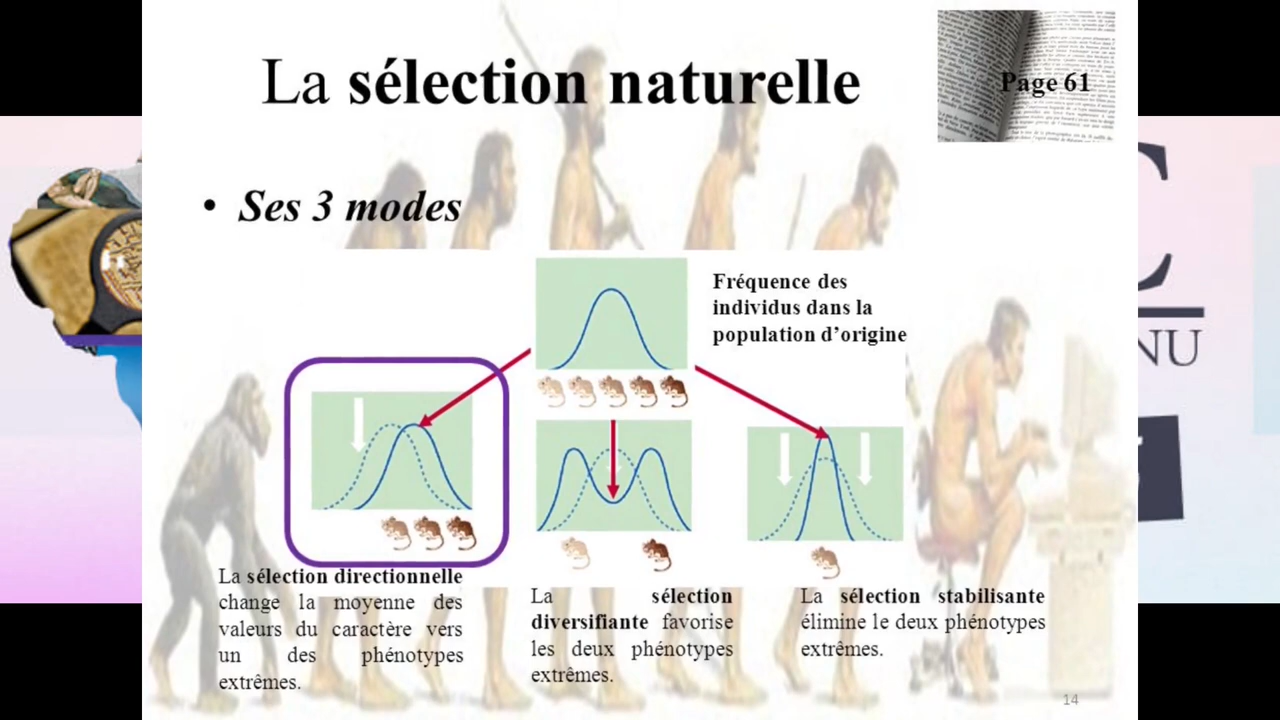 La sélection naturelle
Page 61
• Ses 3 modes
Fréquence des
individus dans la
population d'origine
La sélection directionnelle
change la moyenne des
valeurs du caractère vers
un des phénotypes
extrêmes.
La sélection
diversifiante favorise
les deux phénotypes
extrêmes.
La sélection stabilisante
élimine le deux phénotypes
extrêmes.
14
C
NU